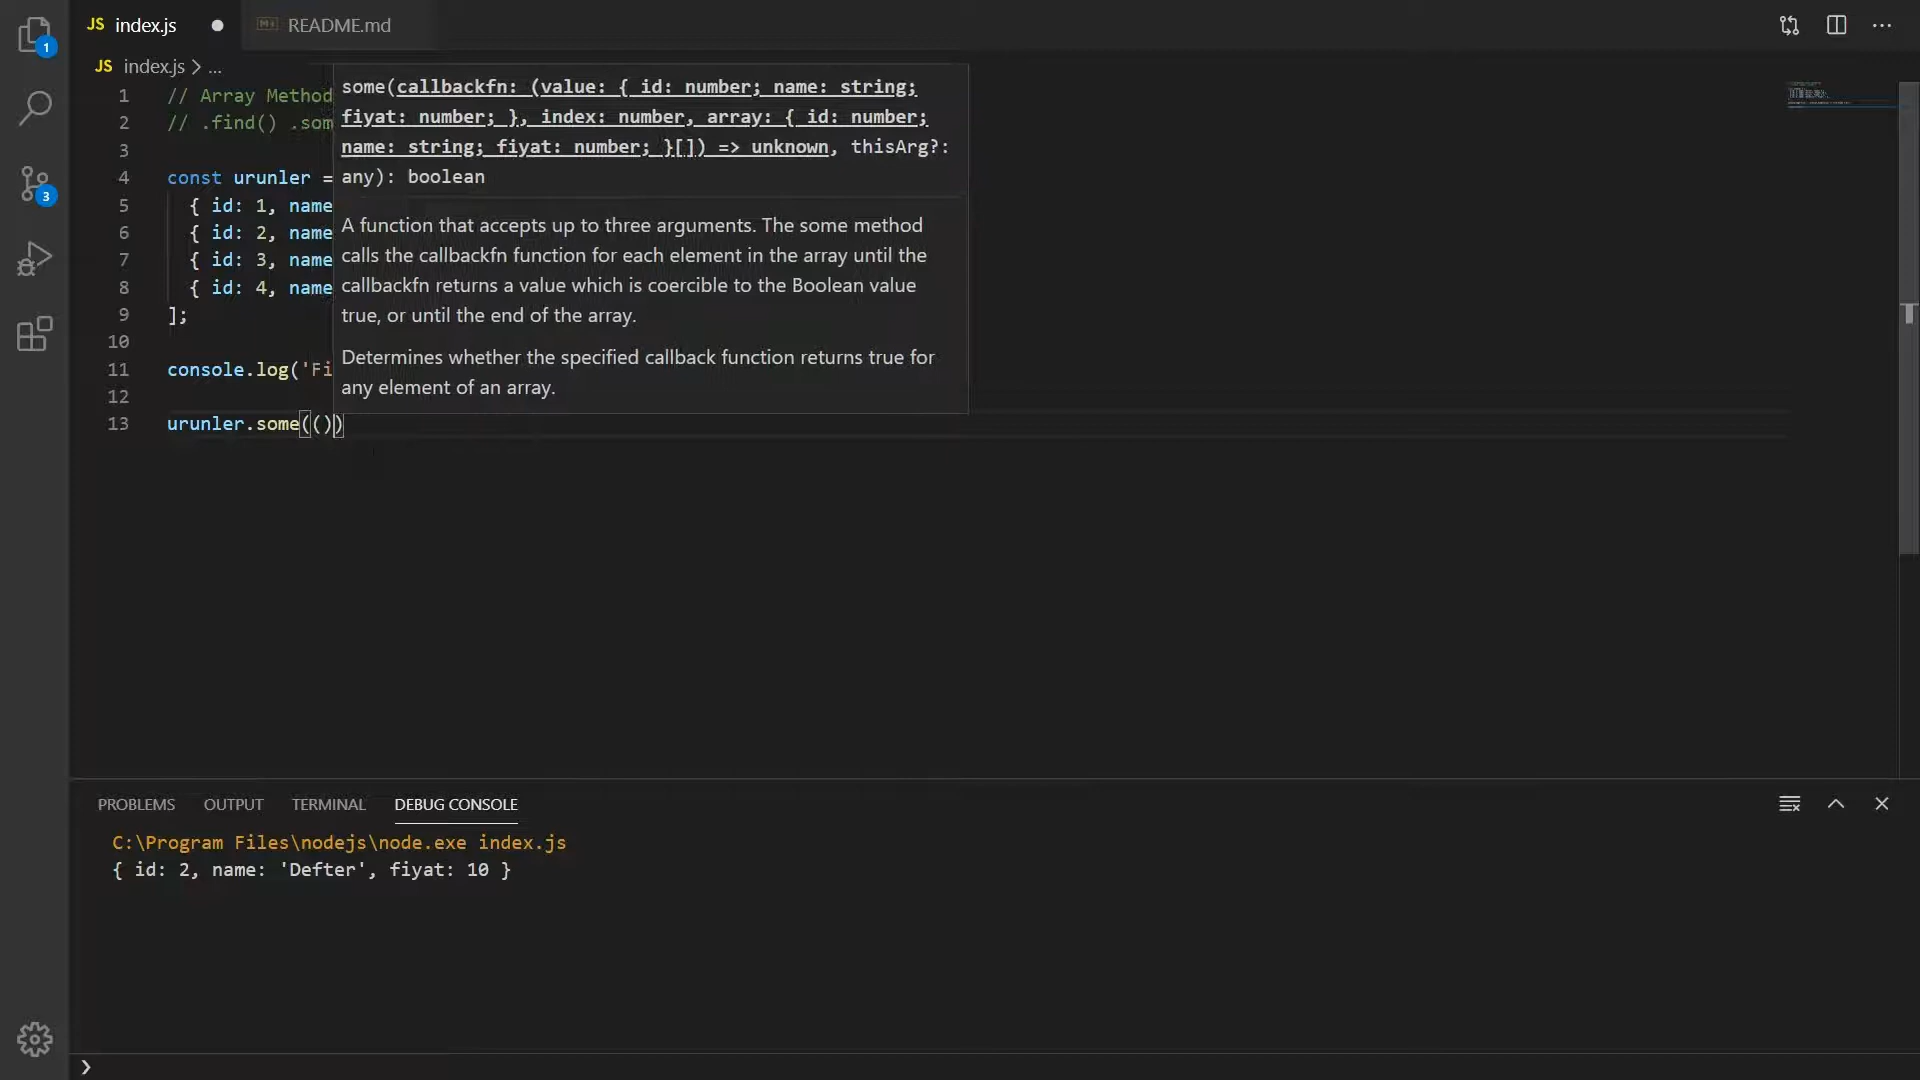 JS index.js ● README.md
JS index.js > ...
1
3
1 // Array Method
2 // .find() .som
3
4 const urunler =
5 { id: 1, name
6 { id: 2, name
7 { id: 3, name
8 { id: 4, name
9 ];
10
11 console.log('Fi
12
13 urunler.some(())
some(callbackfn: (value: { id: number; name: string;
fiyat: number; }, index: number, array: { id: number;
name: string; fiyat: number; }[]) => unknown, thisArg?:
any): boolean
A function that accepts up to three arguments. The some method
calls the callbackfn function for each element in the array until the
callbackfn returns a value which is coercible to the Boolean value
true, or until the end of the array.
Determines whether the specified callback function returns true for
any element of an array.
PROBLEMS OUTPUT TERMINAL DEBUG CONSOLE
C:\Program Files\nodejs\node.exe index.js
{ id: 2, name: 'Defter', fiyat: 10 }